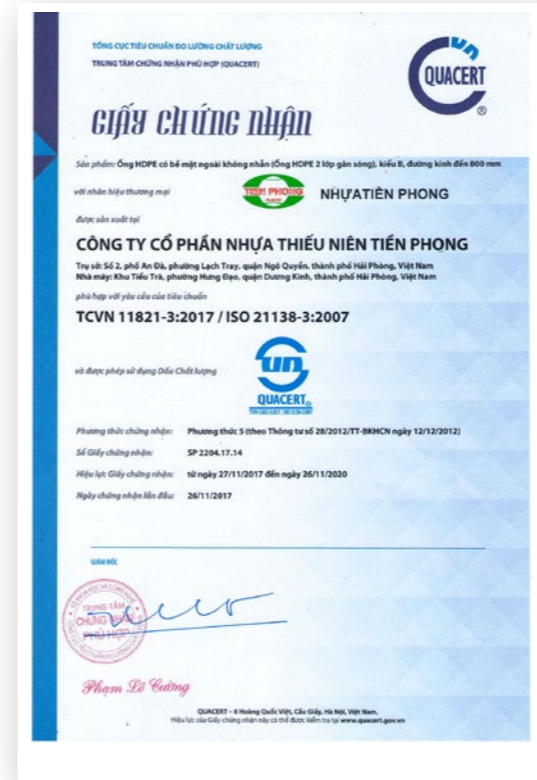 TỔNG CỤC TIÊU CHUẨN ĐO LƯỜNG CHẤT LƯỢNG
TRUNG TÂM CHỨNG NHẬN PHÙ HỢP (QUACERT)
QUACERT
®
GIẤY CHỨNG NHẬN
Sản phẩm: Ống HDPE có bề mặt ngoài không nhẵn (Ống HDPE 2 lớp gân sóng), kiểu B, đường kính đến 800 mm
với nhãn hiệu thương mại
TIEN PHONG
PLASTIC
NHỰA TIỀN PHONG
được sản xuất tại
CÔNG TY CỔ PHẦN NHỰA THIẾU NIÊN TIỀN PHONG
Trụ sở: Số 2, phố An Đà, phường Lạch Tray, quận Ngô Quyền, thành phố Hải Phòng, Việt Nam
Nhà máy: Khu Tiểu Trà, phường Hưng Đạo, quận Dương Kinh, thành phố Hải Phòng, Việt Nam
phù hợp với yêu cầu của tiêu chuẩn
TCVN 11821-3:2017 / ISO 21138-3:2007
và được phép sử dụng Dấu Chất lượng
QUACERT®
Phương thức chứng nhận: Phương thức 5 (theo Thông tư số 28/2012/TT-BKHCN ngày 12/12/2012)
Số Giấy chứng nhận: SP 2204.17.14
Hiệu lực Giấy chứng nhận: từ ngày 27/11/2017 đến ngày 26/11/2020
Ngày chứng nhận lần đầu: 26/11/2017
GIÁM ĐỐC
TRUNG TÂM
CHỨNG NHẬN
PHÙ HỢP
Phạm Lê Cường
QUACERT – 8 Hoàng Quốc Việt, Cầu Giấy, Hà Nội, Việt Nam.
Hiệu lực của Giấy chứng nhận này có thể được kiểm tra tại www.quacert.gov.vn